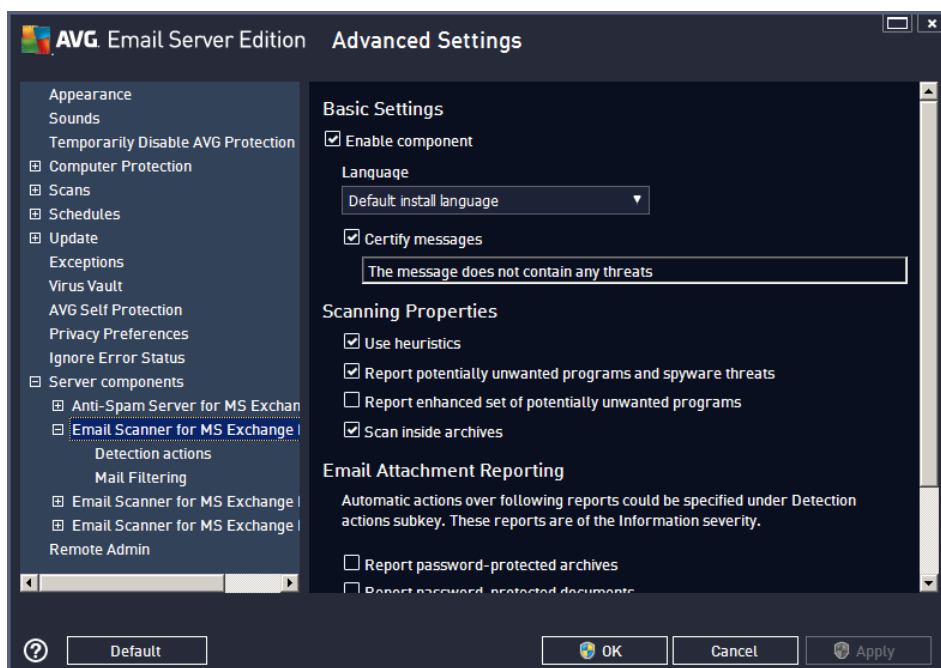 AVG. Email Server Edition Advanced Settings
Appearance
Sounds
Temporarily Disable AVG Protection
Computer Protection
Scans
Schedules
Update
Exceptions
Virus Vault
AVG Self Protection
Privacy Preferences
Ignore Error Status
Server components
Anti-Spam Server for MS Exchan
Email Scanner for MS Exchange
Detection actions
Mail Filtering
Email Scanner for MS Exchange
Email Scanner for MS Exchange
Remote Admin
Basic Settings
Enable component
Language
Default install language
Certify messages
The message does not contain any threats
Scanning Properties
Use heuristics
Report potentially unwanted programs and spyware threats
Report enhanced set of potentially unwanted programs
Scan inside archives
Email Attachment Reporting
Automatic actions over following reports could be specified under Detection
actions subkey. These reports are of the Information severity.
Report password-protected archives
Report password-protected documents
Default
OK
Cancel
Apply